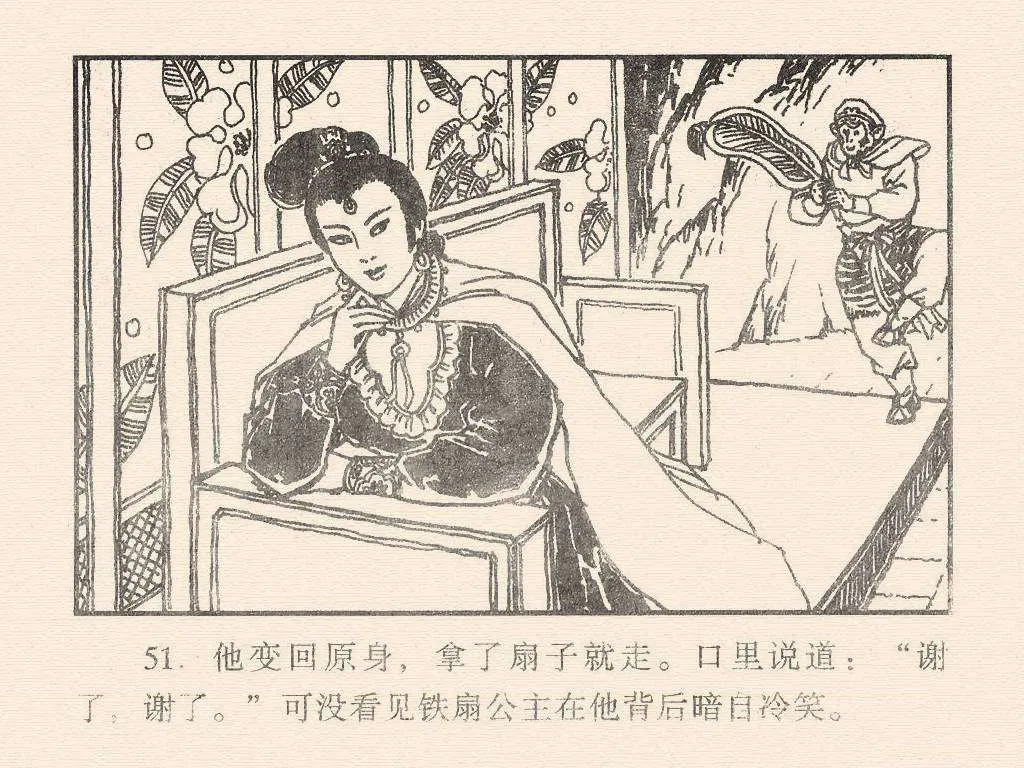 51. 他变回原身，拿了扇子就走。口里说道：“谢
了，谢了。”可没看见铁扇公主在他背后暗自冷笑。